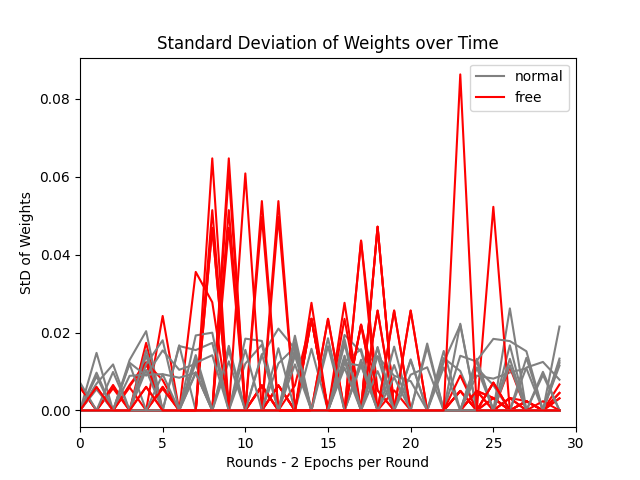 Standard Deviation of Weights over Time
normal
free
StD of Weights
0.08
0.06
0.04
0.02
0.00
0 5 10 15 20 25 30
Rounds - 2 Epochs per Round